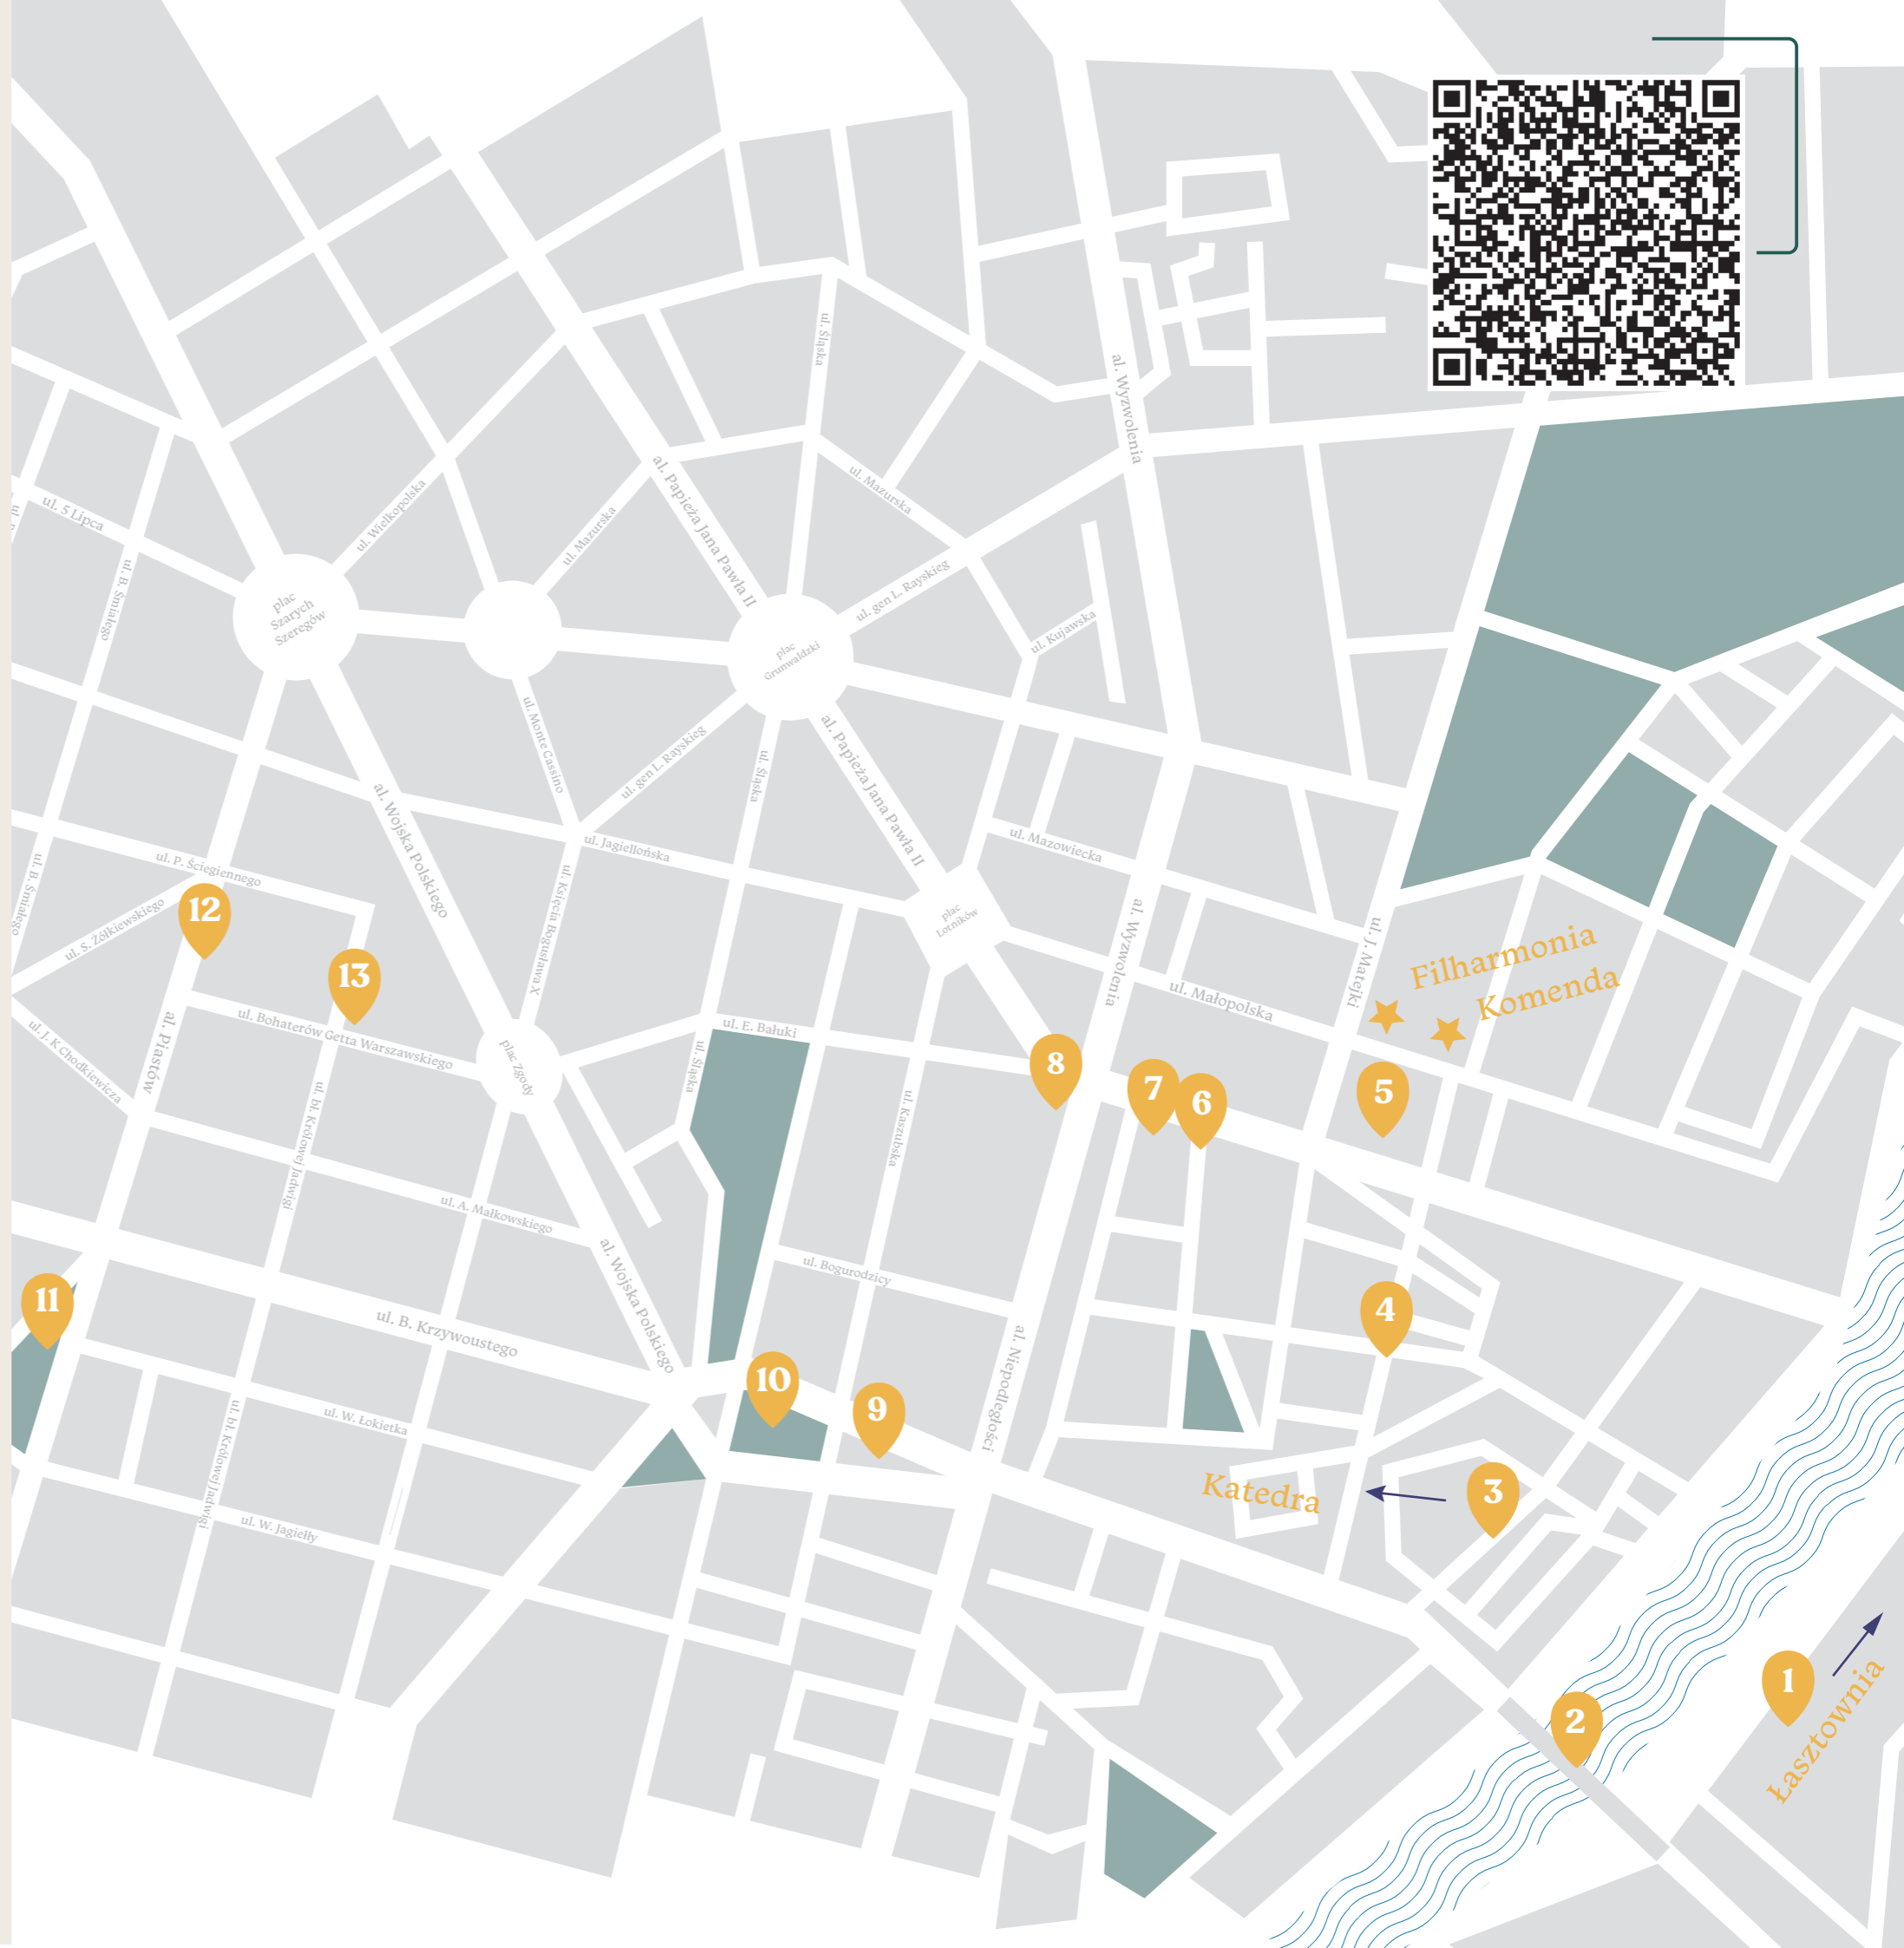 ul. Śląska
al. Wyzwolenia
al. Papieża Jana Pawła II
ul. Mazurska
ul. Wielkopolska
ul. 5 Lipca
ul. Mazurska
ul. B. Śmiałego
plac
Szarych
Szeregów
ul. gen L. Rayskieg
ul. Kujawska
plac
Grunwaldzki
ul. Monte Cassino
ul. gen L. Rayskieg
ul. Śląska
al. Papieża Jana Pawła II
al. Wojska Polskiego
ul. Jagiellońska
ul. Mazowiecka
ul. P. Ściegiennego
ul. B. Śmiałego
ul. S. Żółkiewskiego
12
ul. Księcia Bogusława X
plac
Lotników
al. Wyzwolenia
ul. J. Matejki
Filharmonia
Komenda
13
ul. Małopolska
ul. Bohaterów Getta Warszawskiego
ul. J. K Chodkiewicza
al. Piastów
plac Zgody
ul. E. Bałuki
ul. Śląska
8
7
6
5
ul. bł. Królowej Jadwigi
ul. Kaszubska
ul. A. Małkowskiego
al. Wojska Polskiego
ul. Bogurodzicy
11
4
ul. B. Krzywoustego
al. Niepodległości
10
9
ul. W. Łokietka
ul. bł. Królowej Jadwigi
Katedra
3
ul. W. Jagiełły
1
2
Łasztownia